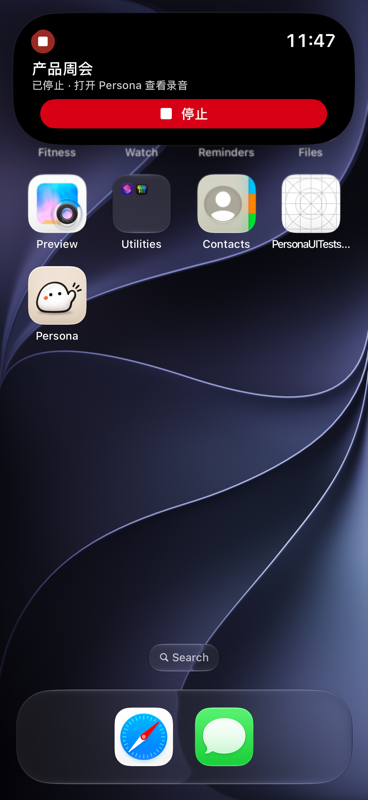 11:47
产品周会
已停止 · 打开 Persona 查看录音
停止
Fitness
Watch
Reminders
Files
Preview
Utilities
Contacts
PersonaUITests...
Persona
Search